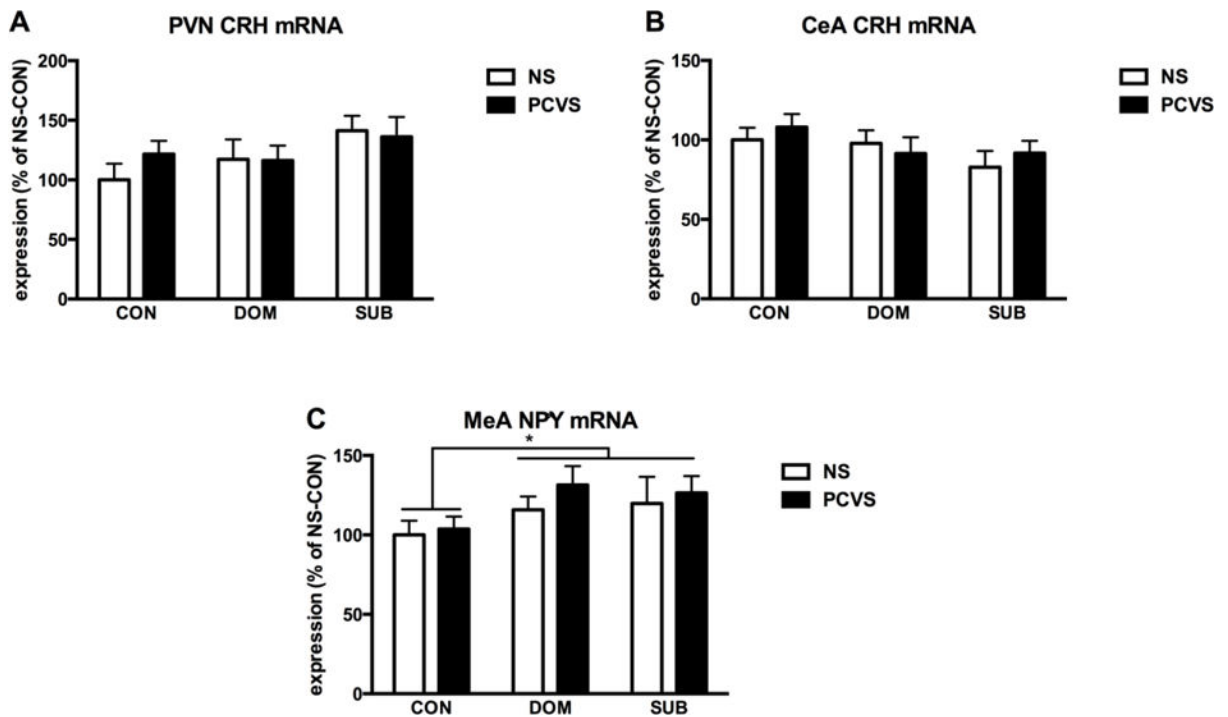 A
PVN CRH mRNA
expression (% of NS-CON)
200
150
100
50
0
CON DOM SUB
NS
PCVS
B
CeA CRH mRNA
expression (% of NS-CON)
150
100
50
0
CON DOM SUB
NS
PCVS
C
MeA NPY mRNA
*
expression (% of NS-CON)
150
100
50
0
CON DOM SUB
NS
PCVS